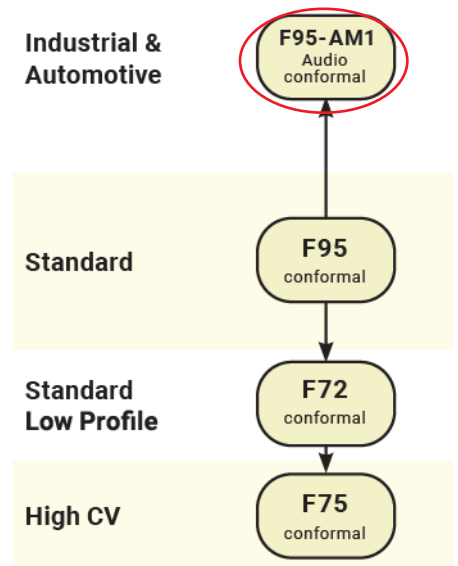 Industrial &
Automotive
F95-AM1
Audio
conformal
Standard
F95
conformal
Standard
Low Profile
F72
conformal
High CV
F75
conformal